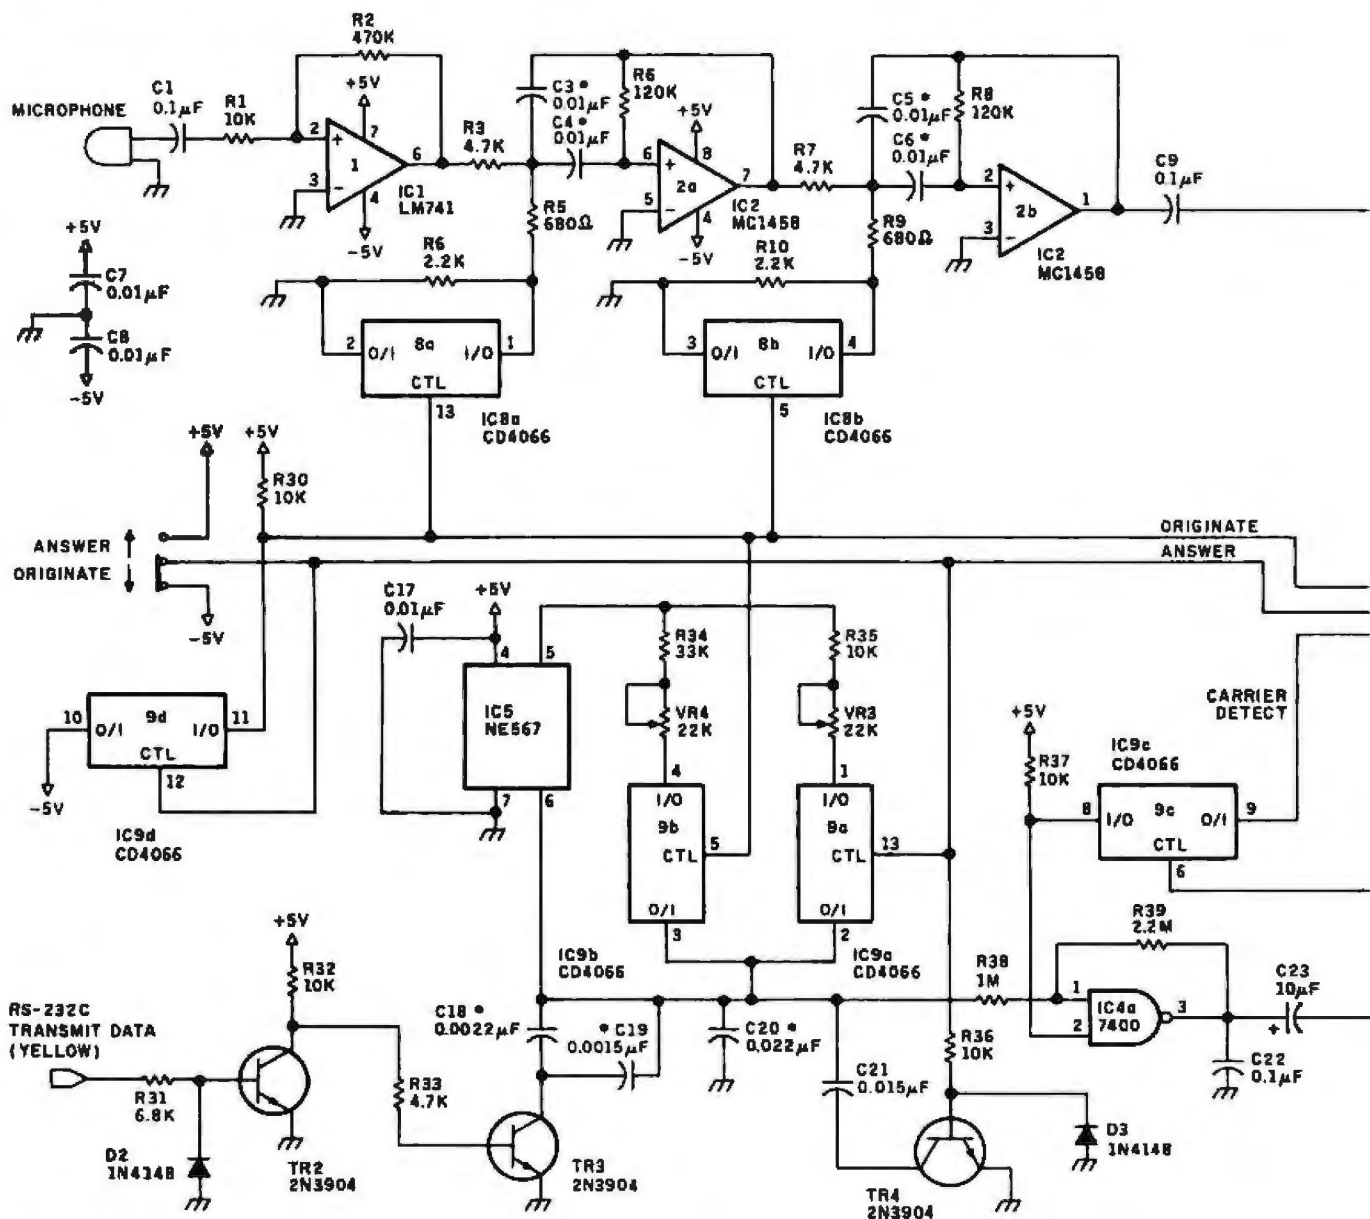 MICROPHONE
C1
0.1µF
R1
10K
R2
470K
+5V
2
+
7
1
6
3
-
4
IC1
LM741
-5V
R3
4.7K
C3*
0.01µF
C4*
0.01µF
R6
120K
+5V
6
+
8
2a
7
5
-
4
IC2
MC1458
-5V
R7
4.7K
C5*
0.01µF
C6*
0.01µF
R8
120K
2
+
2b
1
3
-
IC2
MC1458
C9
0.1µF
R5
680Ω
R6
2.2K
R9
680Ω
R10
2.2K
+5V
C7
0.01µF
C8
0.01µF
-5V
2
O/I
8a
I/O
1
CTL
13
IC8a
CD4066
3
O/I
8b
I/O
4
CTL
5
IC8b
CD4066
+5V
+5V
R30
10K
ANSWER
ORIGINATE
-5V
ORIGINATE
ANSWER
10
O/I
9d
I/O
11
CTL
12
-5V
IC9d
CD4066
C17
0.01µF
+5V
4
5
IC5
NE567
7
6
R34
33K
VR4
22K
R35
10K
VR3
22K
4
I/O
9b
CTL
5
O/I
3
IC9b
CD4066
1
I/O
9a
CTL
13
O/I
2
IC9a
CD4066
CARRIER
DETECT
+5V
R37
10K
IC9c
CD4066
8
I/O
9c
O/I
9
CTL
6
R39
2.2M
R38
1M
1
2
IC4a
7400
3
C23
10µF
+
C22
0.1µF
R36
10K
D3
1N4148
TR4
2N3904
C21
0.015µF
C20*
0.022µF
*C19
0.0015µF
C18*
0.0022µF
+5V
R32
10K
RS-232C
TRANSMIT DATA
(YELLOW)
R31
6.8K
D2
1N4148
TR2
2N3904
R33
4.7K
TR3
2N3904